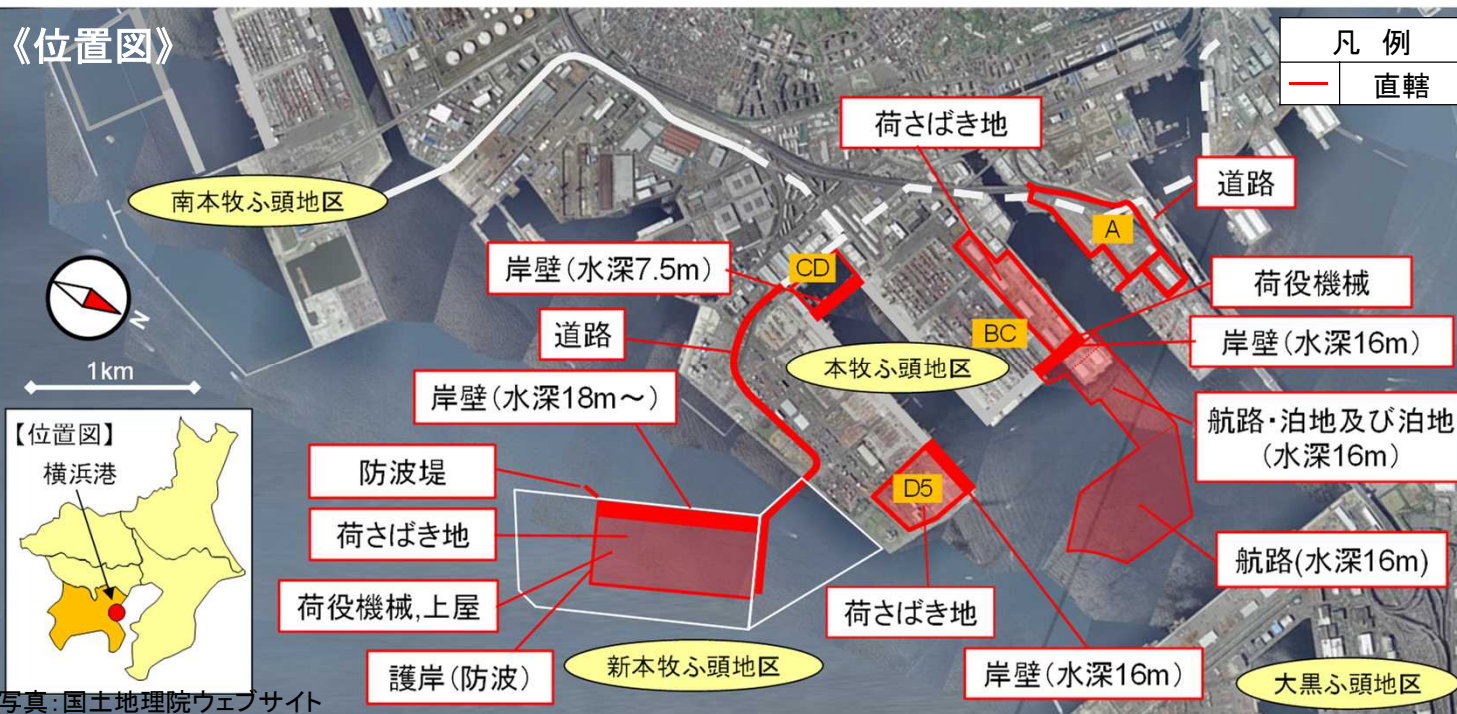 《位置図》
凡 例
直轄
荷さばき地
道路
南本牧ふ頭地区
A
岸壁(水深7.5m)
CD
荷役機械
N
道路
BC
岸壁(水深16m)
1km
本牧ふ頭地区
岸壁(水深18m～)
航路・泊地及び泊地
(水深16m)
【位置図】
横浜港
防波堤
D5
荷さばき地
航路(水深16m)
荷役機械,上屋
荷さばき地
護岸(防波)
新本牧ふ頭地区
岸壁(水深16m)
大黒ふ頭地区
写真:国土地理院ウェブサイト